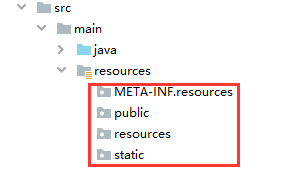 src
main
java
resources
META-INF.resources
public
resources
static